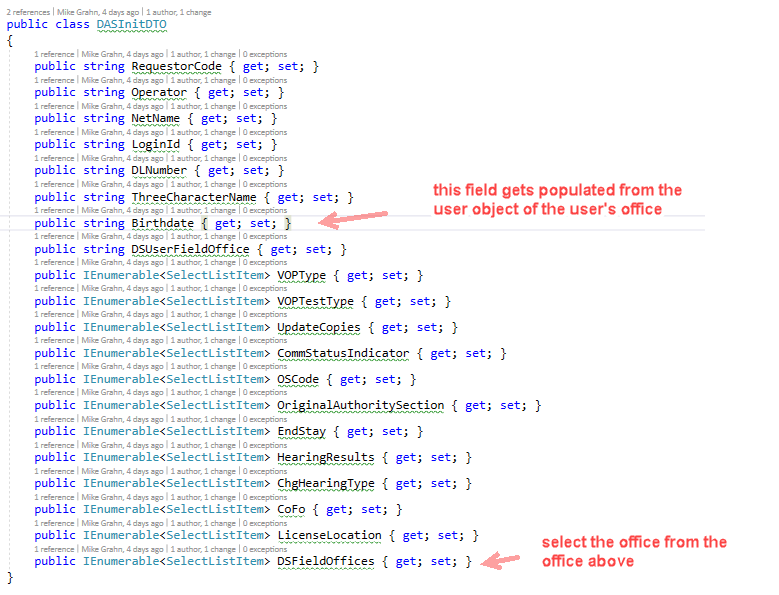 2 references | Mike Grahn, 4 days ago | 1 author, 1 change
public class DASInitDTO
{
1 reference | Mike Grahn, 4 days ago | 1 author, 1 change | 0 exceptions
public string RequestorCode { get; set; }
1 reference | Mike Grahn, 4 days ago | 1 author, 1 change | 0 exceptions
public string Operator { get; set; }
1 reference | Mike Grahn, 4 days ago | 1 author, 1 change | 0 exceptions
public string NetName { get; set; }
1 reference | Mike Grahn, 4 days ago | 1 author, 1 change | 0 exceptions
public string LoginId { get; set; }
1 reference | Mike Grahn, 4 days ago | 1 author, 1 change | 0 exceptions
public string DLNumber { get; set; }
1 reference | Mike Grahn, 4 days ago | 1 author, 1 change | 0 exceptions
public string ThreeCharacterName { get; set; }
1 reference | Mike Grahn, 4 days ago | 1 author, 1 change | 0 exceptions
public string Birthdate { get; set; }
this field gets populated from the
user object of the user's office
1 reference | Mike Grahn, 4 days ago | 1 author, 1 change | 0 exceptions
public string DSUserFieldOffice { get; set; }
1 reference | Mike Grahn, 4 days ago | 1 author, 1 change | 0 exceptions
public IEnumerable<SelectListItem> VOPType { get; set; }
1 reference | Mike Grahn, 4 days ago | 1 author, 1 change | 0 exceptions
public IEnumerable<SelectListItem> VOPTestType { get; set; }
1 reference | Mike Grahn, 4 days ago | 1 author, 1 change | 0 exceptions
public IEnumerable<SelectListItem> UpdateCopies { get; set; }
1 reference | Mike Grahn, 4 days ago | 1 author, 1 change | 0 exceptions
public IEnumerable<SelectListItem> CommStatusIndicator { get; set; }
1 reference | Mike Grahn, 4 days ago | 1 author, 1 change | 0 exceptions
public IEnumerable<SelectListItem> OSCode { get; set; }
1 reference | Mike Grahn, 4 days ago | 1 author, 1 change | 0 exceptions
public IEnumerable<SelectListItem> OriginalAuthoritySection { get; set; }
1 reference | Mike Grahn, 4 days ago | 1 author, 1 change | 0 exceptions
public IEnumerable<SelectListItem> EndStay { get; set; }
1 reference | Mike Grahn, 4 days ago | 1 author, 1 change | 0 exceptions
public IEnumerable<SelectListItem> HearingResults { get; set; }
1 reference | Mike Grahn, 4 days ago | 1 author, 1 change | 0 exceptions
public IEnumerable<SelectListItem> ChgHearingType { get; set; }
1 reference | Mike Grahn, 4 days ago | 1 author, 1 change | 0 exceptions
public IEnumerable<SelectListItem> CoFo { get; set; }
1 reference | Mike Grahn, 4 days ago | 1 author, 1 change | 0 exceptions
public IEnumerable<SelectListItem> LicenseLocation { get; set; }
1 reference | Mike Grahn, 4 days ago | 1 author, 1 change | 0 exceptions
public IEnumerable<SelectListItem> DSFieldOffices { get; set; }
select the office from the
office above
}